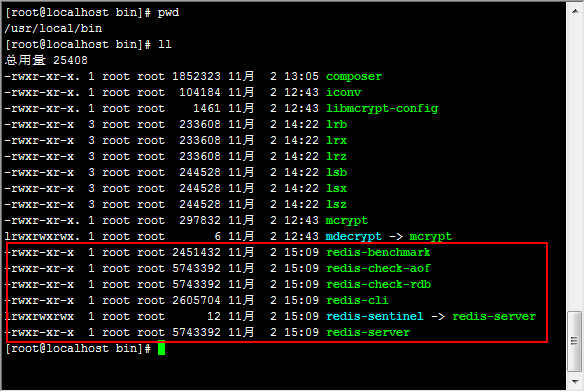 [root@localhost bin]# pwd
/usr/local/bin
[root@localhost bin]# ll
总用量 25408
-rwxr-xr-x. 1 root root 1852323 11月  2 13:05 composer
-rwxr-xr-x. 1 root root  104184 11月  2 12:43 iconv
-rwxr-xr-x. 1 root root    1461 11月  2 12:43 libmcrypt-config
-rwxr-xr-x  3 root root  233608 11月  2 14:22 lrb
-rwxr-xr-x  3 root root  233608 11月  2 14:22 lrx
-rwxr-xr-x  3 root root  233608 11月  2 14:22 lrz
-rwxr-xr-x  3 root root  244528 11月  2 14:22 lsb
-rwxr-xr-x  3 root root  244528 11月  2 14:22 lsx
-rwxr-xr-x  3 root root  244528 11月  2 14:22 lsz
-rwxr-xr-x. 1 root root  297832 11月  2 12:43 mcrypt
lrwxrwxrwx. 1 root root       6 11月  2 12:43 mdecrypt -> mcrypt
-rwxr-xr-x  1 root root 2451432 11月  2 15:09 redis-benchmark
-rwxr-xr-x  1 root root 5743392 11月  2 15:09 redis-check-aof
-rwxr-xr-x  1 root root 5743392 11月  2 15:09 redis-check-rdb
-rwxr-xr-x  1 root root 2605704 11月  2 15:09 redis-cli
lrwxrwxrwx  1 root root      12 11月  2 15:09 redis-sentinel -> redis-server
-rwxr-xr-x  1 root root 5743392 11月  2 15:09 redis-server
[root@localhost bin]#